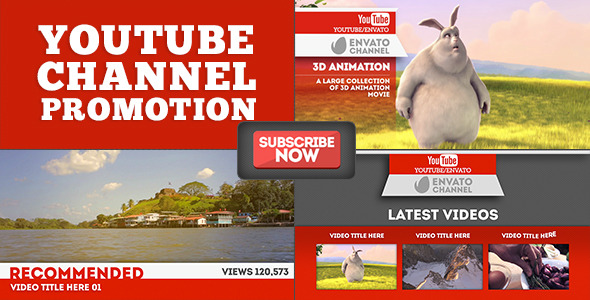 YOUTUBE
CHANNEL
PROMOTION
YouTube
YOUTUBE/ENVATO
ENVATO
CHANNEL
3D ANIMATION
A LARGE COLLECTION
OF 3D ANIMATION
MOVIE
SUBSCRIBE
NOW
RECOMMENDED
VIEWS 120,573
VIDEO TITLE HERE 01
YouTube
YOUTUBE/ENVATO
ENVATO
CHANNEL
LATEST VIDEOS
VIDEO TITLE HERE
VIDEO TITLE HERE
VIDEO TITLE HERE